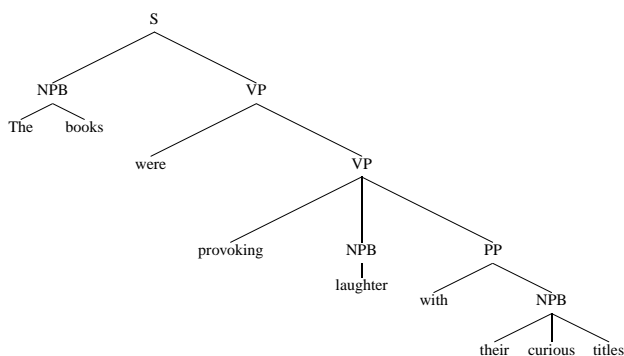 S
NPB VP
The books
were VP
provoking NPB PP
laughter
with NPB
their curious titles